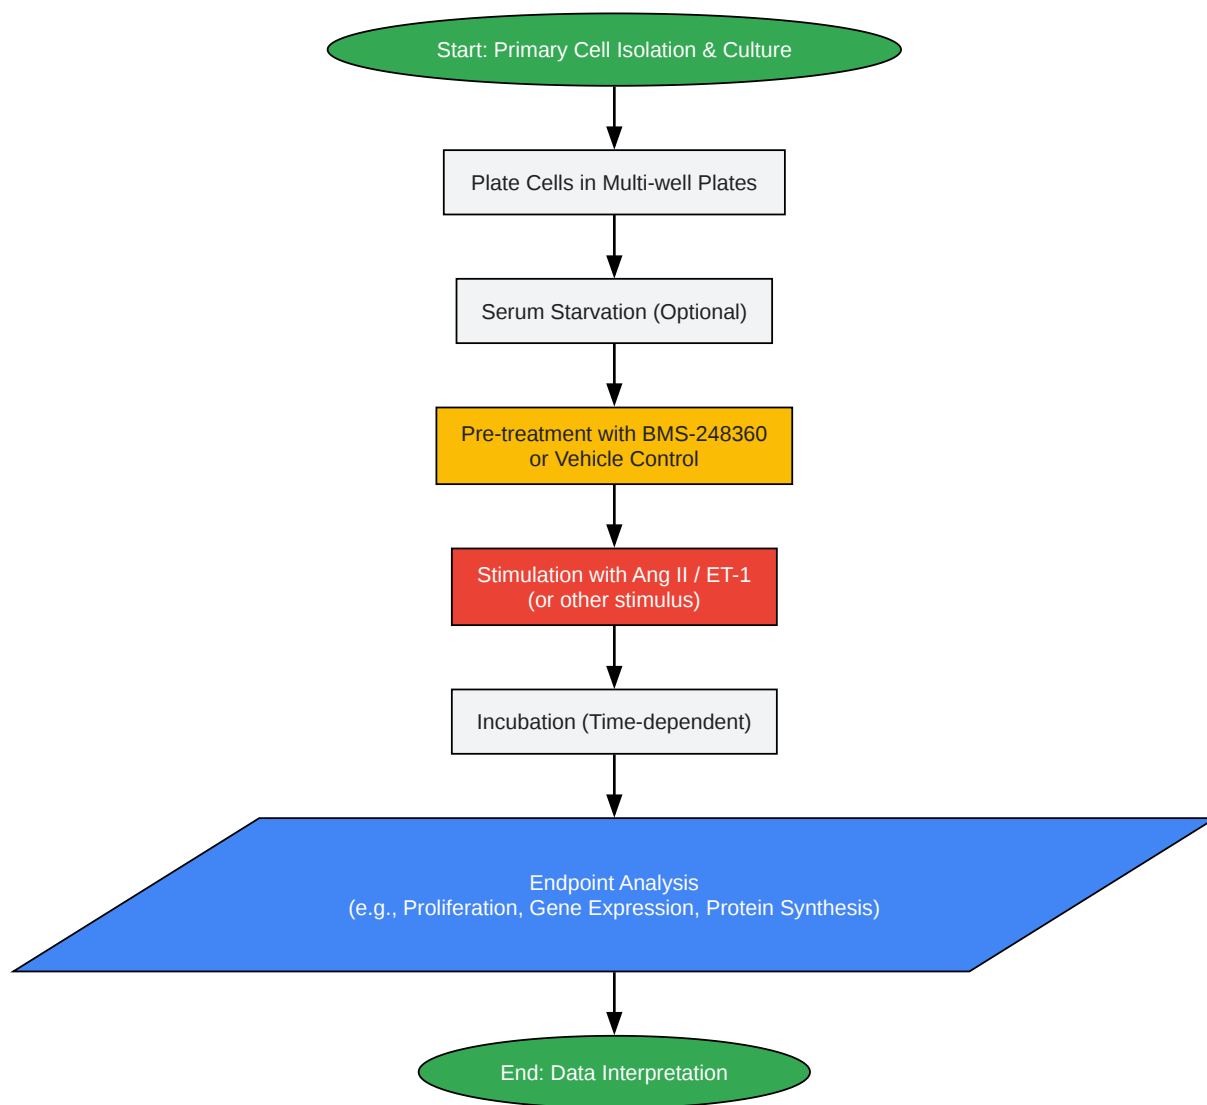 Start: Primary Cell Isolation & Culture
Plate Cells in Multi-well Plates
Serum Starvation (Optional)
Pre-treatment with BMS-248360
or Vehicle Control
Stimulation with Ang II / ET-1
(or other stimulus)
Incubation (Time-dependent)
Endpoint Analysis
(e.g., Proliferation, Gene Expression, Protein Synthesis)
End: Data Interpretation